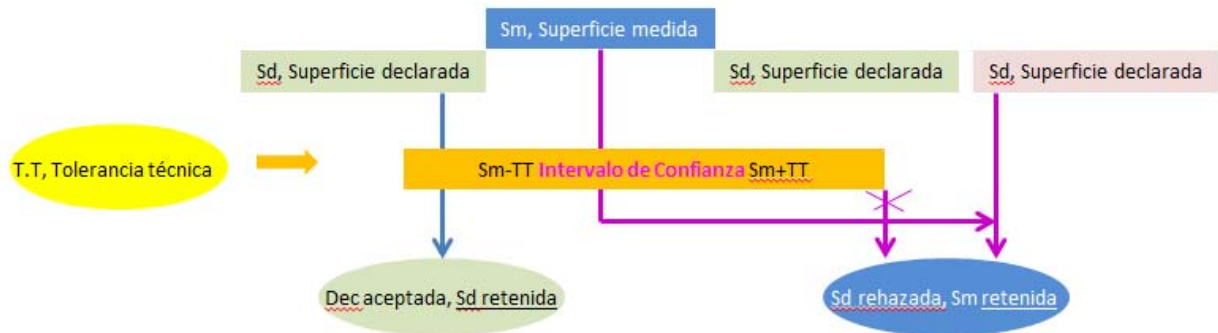 Sm, Superficie medida
Sd, Superficie declarada
Sd, Superficie declarada
Sd, Superficie declarada
T.T, Tolerancia técnica
Sm-TT Intervalo de Confianza Sm+TT
Dec aceptada, Sd retenida
Sd rehazada, Sm retenida